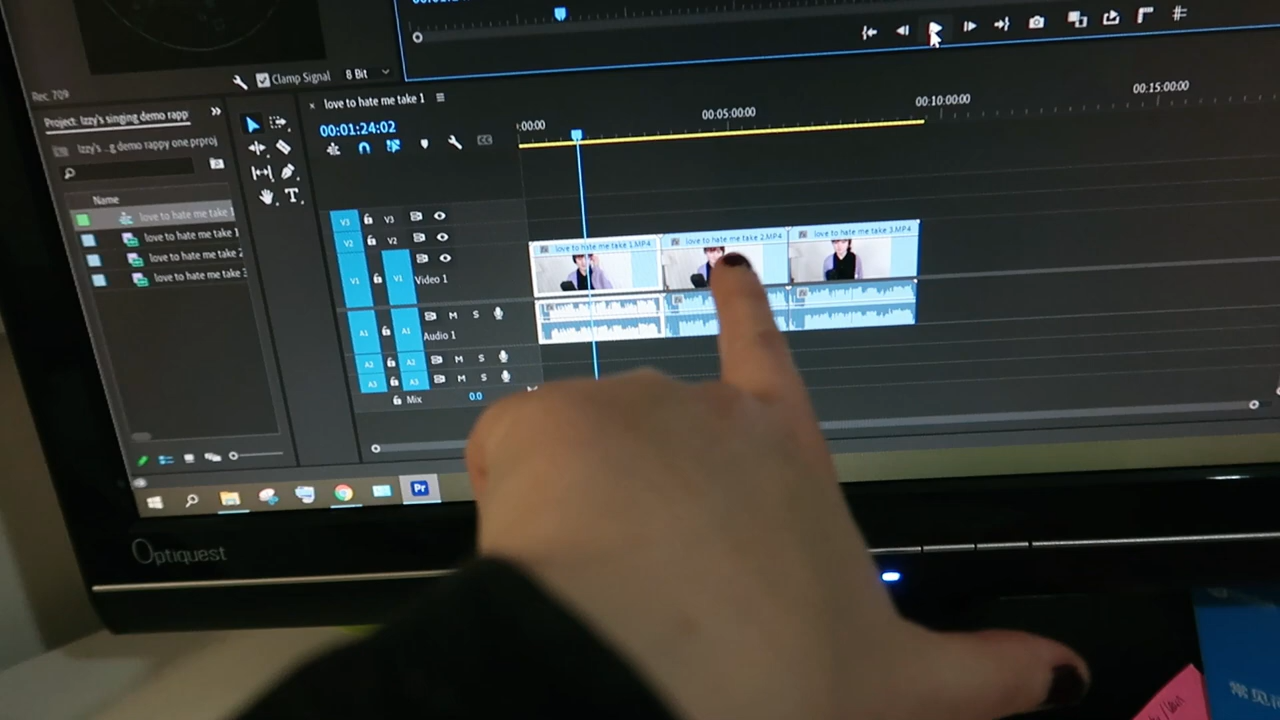 Rec. 709
Clamp Signal
8 Bit
Project: Izzy's singing demo rapp
Izzy's ..g demo rappy one.prproj
Name
love to hate me take 1
love to hate me take 1
love to hate me take 2
love to hate me take 3
× love to hate me take 1
00:01:24:02
:00:00
00:05:00:00
00:10:00:00
00:15:00:00
V3 V3
V2 V2
V1 V1 Video 1
love to hate me take 1.MP4
love to hate me take 2.MP4
love to hate me take 3.MP4
fx
fx
fx
A1 A1 M S
Audio 1
A2 A2 M S
A3 A3 M S
Mix 0.0
T
CC
Pr
Optiquest